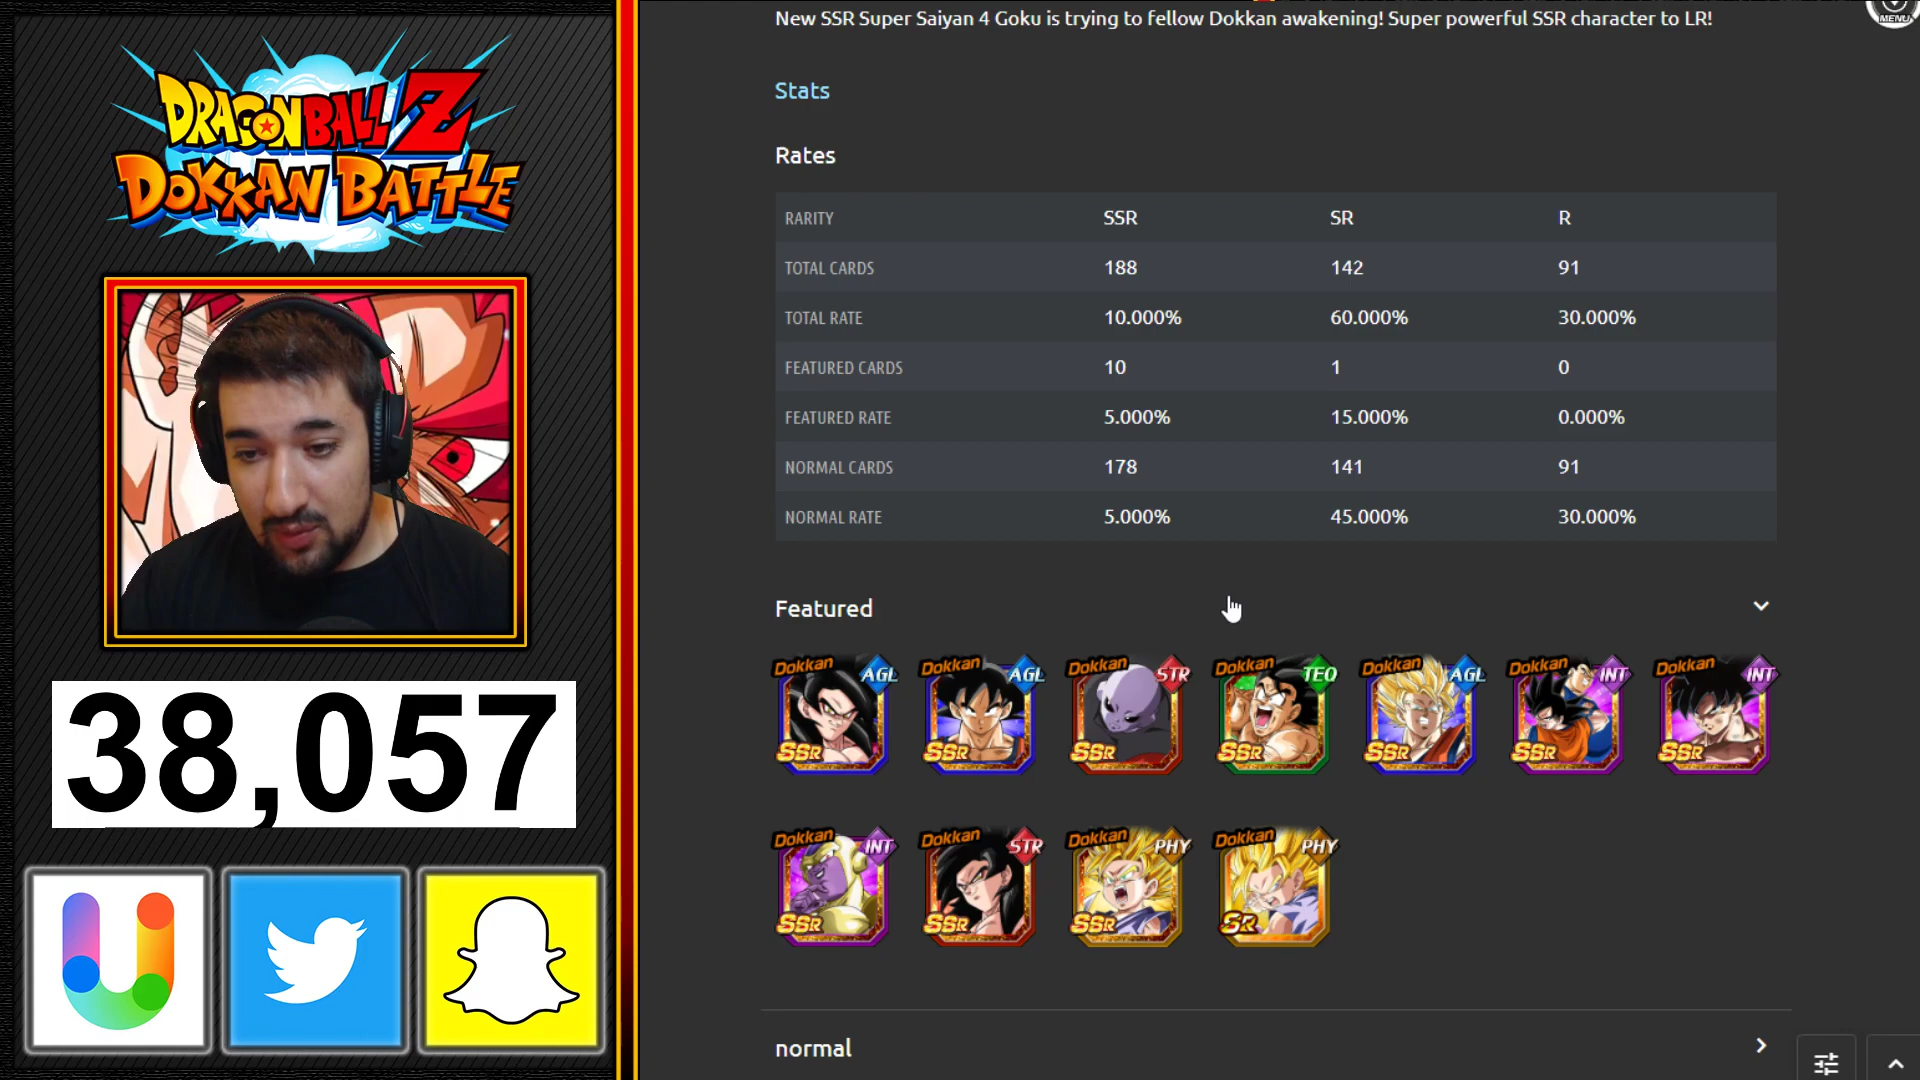 New SSR Super Saiyan 4 Goku is trying to fellow Dokkan awakening! Super powerful SSR character to LR!
MENU
DRAGON BALL Z
DOKKAN BATTLE
Stats
Rates
RARITY SSR SR R
TOTAL CARDS 188 142 91
TOTAL RATE 10.000% 60.000% 30.000%
FEATURED CARDS 10 1 0
FEATURED RATE 5.000% 15.000% 0.000%
NORMAL CARDS 178 141 91
NORMAL RATE 5.000% 45.000% 30.000%
Featured
Dokkan AGL Dokkan AGL Dokkan STR Dokkan TEQ Dokkan AGL Dokkan INT Dokkan INT
SSR SSR SSR SSR SSR SSR SSR
Dokkan INT Dokkan STR Dokkan PHY Dokkan PHY
SSR SSR SSR SR
38,057
normal